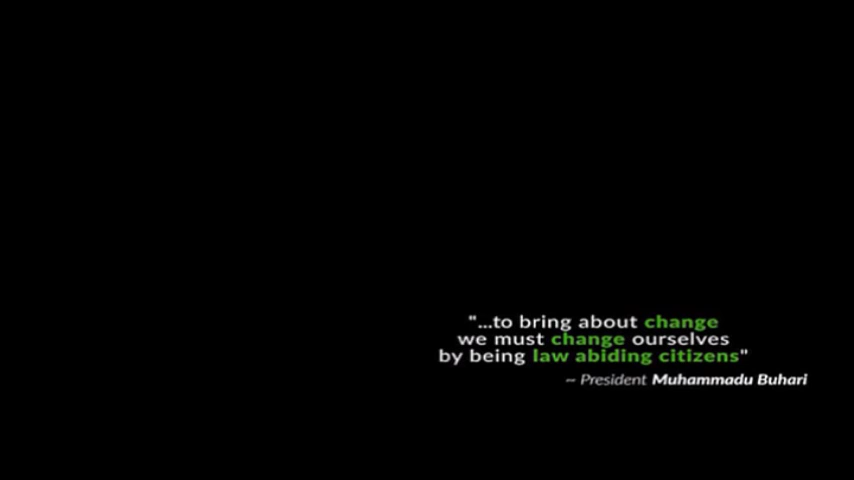 "...to bring about change
we must change ourselves
by being law abiding citizens"
~ President Muhammadu Buhari